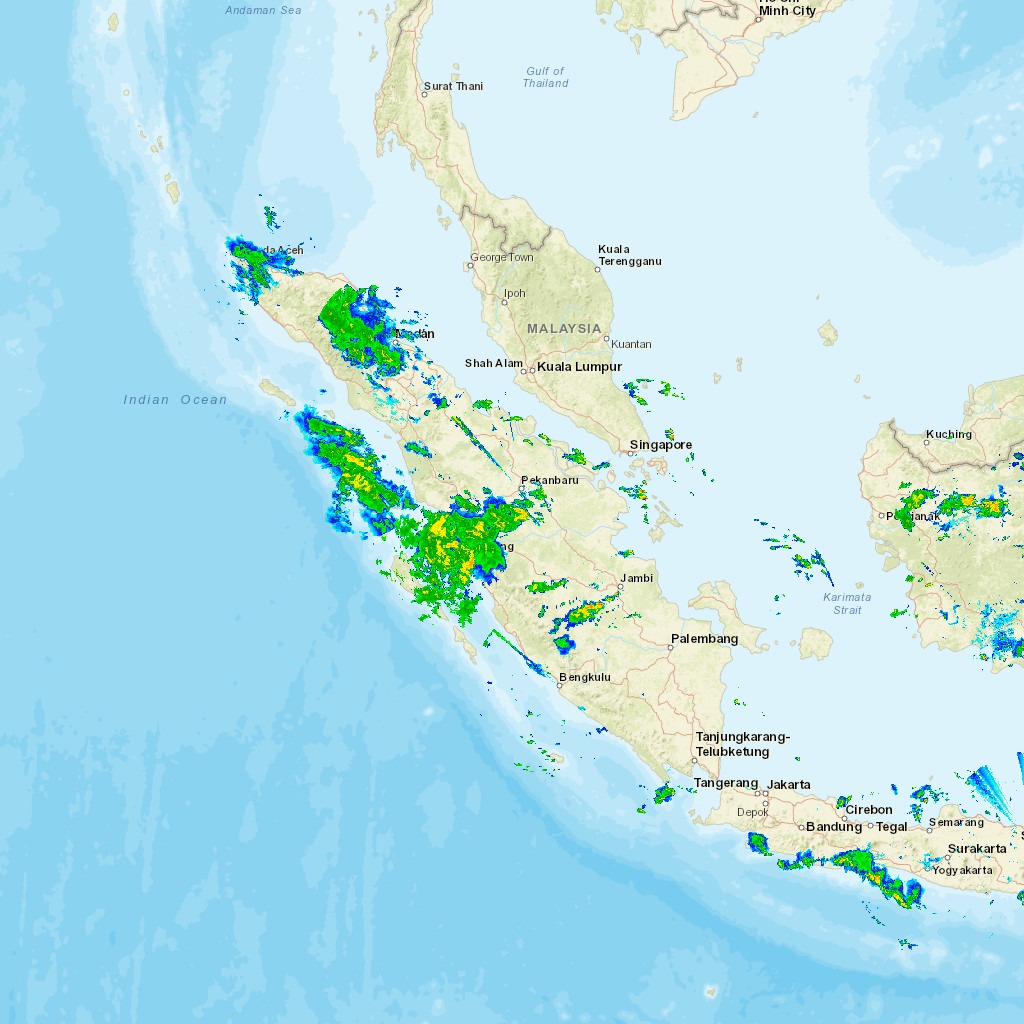 Andaman Sea
Minh City
Gulf of
Thailand
Surat Thani
Aceh
George Town
Kuala
Terengganu
Ipoh
MALAYSIA
Medan
Kuantan
Shah Alam
Kuala Lumpur
Indian Ocean
Singapore
Kuching
Pekanbaru
Jambi
Karimata
Strait
Palembang
Bengkulu
Tanjungkarang-
Telubketung
Tangerang
Jakarta
Depok
Cirebon
Bandung
Tegal
Semarang
Surakarta
Yogyakarta